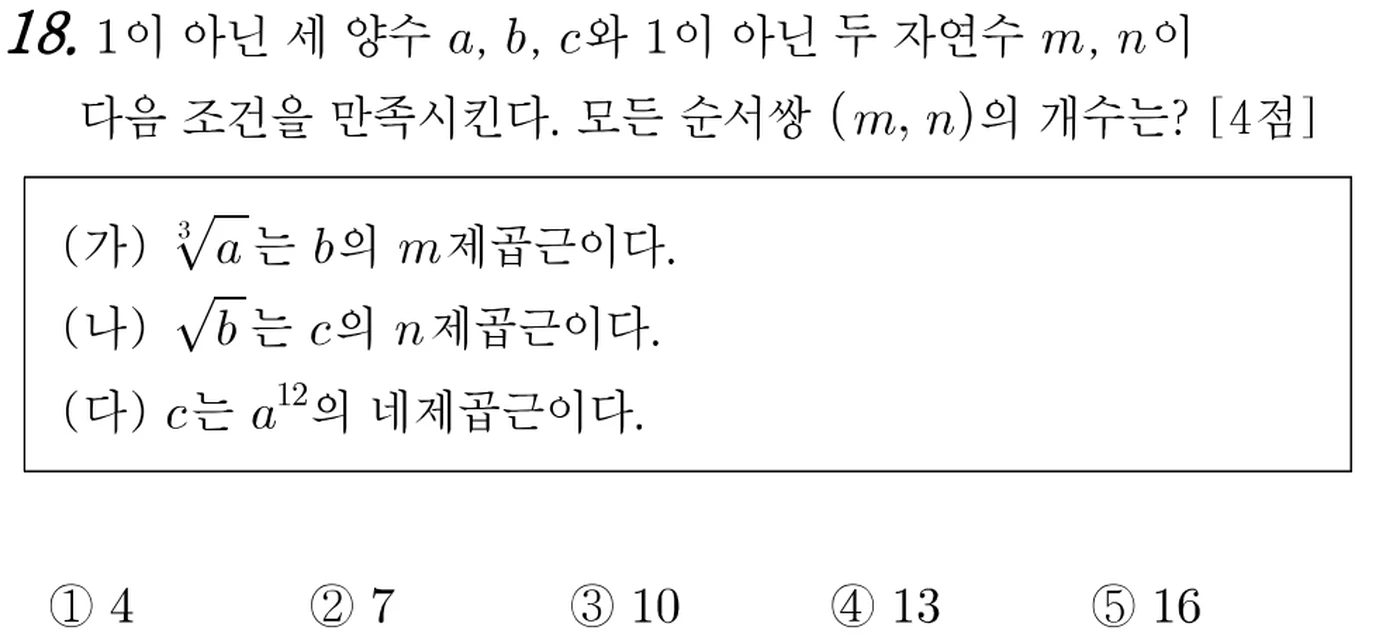 18. 1이 아닌 세 양수 a, b, c와 1이 아닌 두 자연수 m, n이
다음 조건을 만족시킨다. 모든 순서쌍 (m, n)의 개수는? [4점]
(가) ∛a는 b의 m제곱근이다.
(나) √b는 c의 n제곱근이다.
(다) c는 a¹²의 네제곱근이다.
① 4 ② 7 ③ 10 ④ 13 ⑤ 16